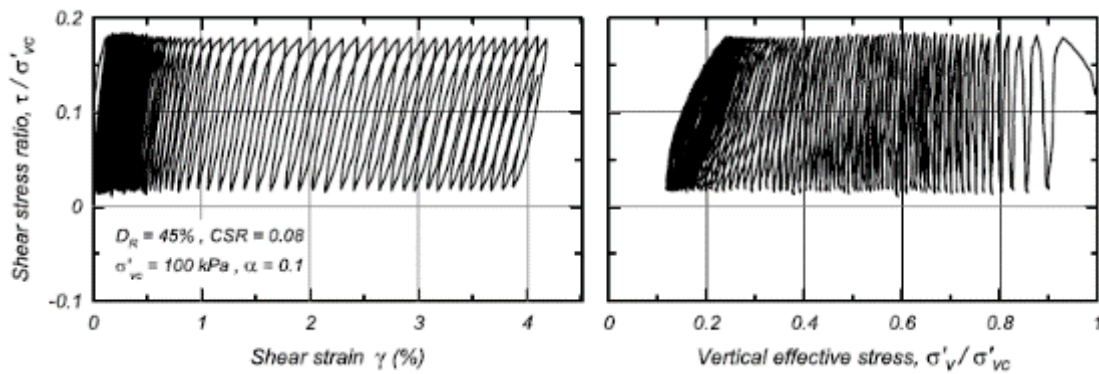 Shear stress ratio, τ / σ'vc
0.2
0.1
0
-0.1
D_R = 45% , CSR = 0.08
σ'vc = 100 kPa , α = 0.1
0 1 2 3 4
Shear strain γ (%)
0 0.2 0.4 0.6 0.8 1
Vertical effective stress, σ'v / σ'vc